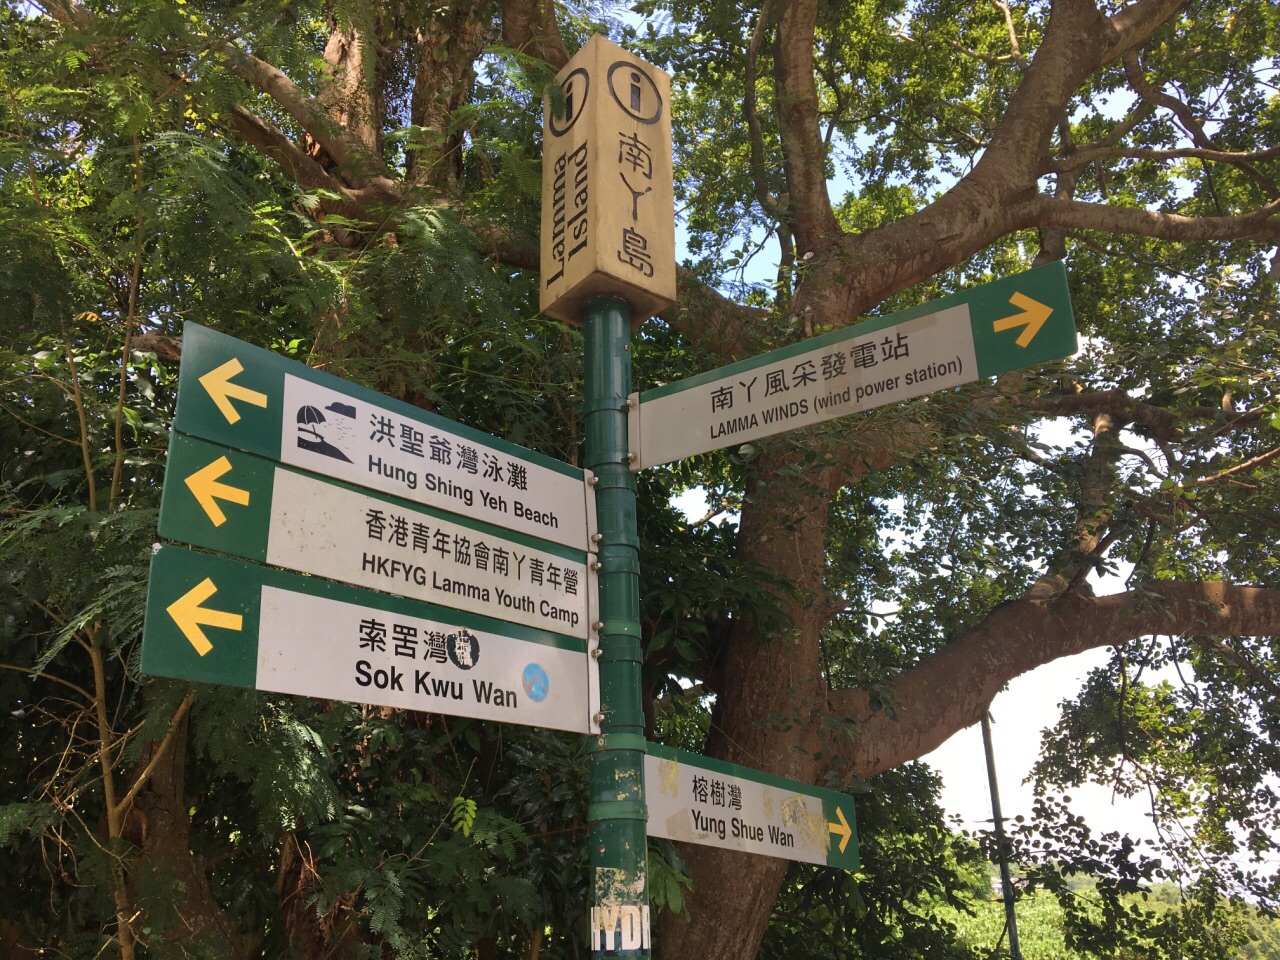 i
i
南丫島
Lamma
Island
南丫風采發電站
LAMMA WINDS (wind power station)
洪聖爺灣泳灘
Hung Shing Yeh Beach
香港青年協會南丫青年營
HKFYG Lamma Youth Camp
索罟灣
Sok Kwu Wan
榕樹灣
Yung Shue Wan